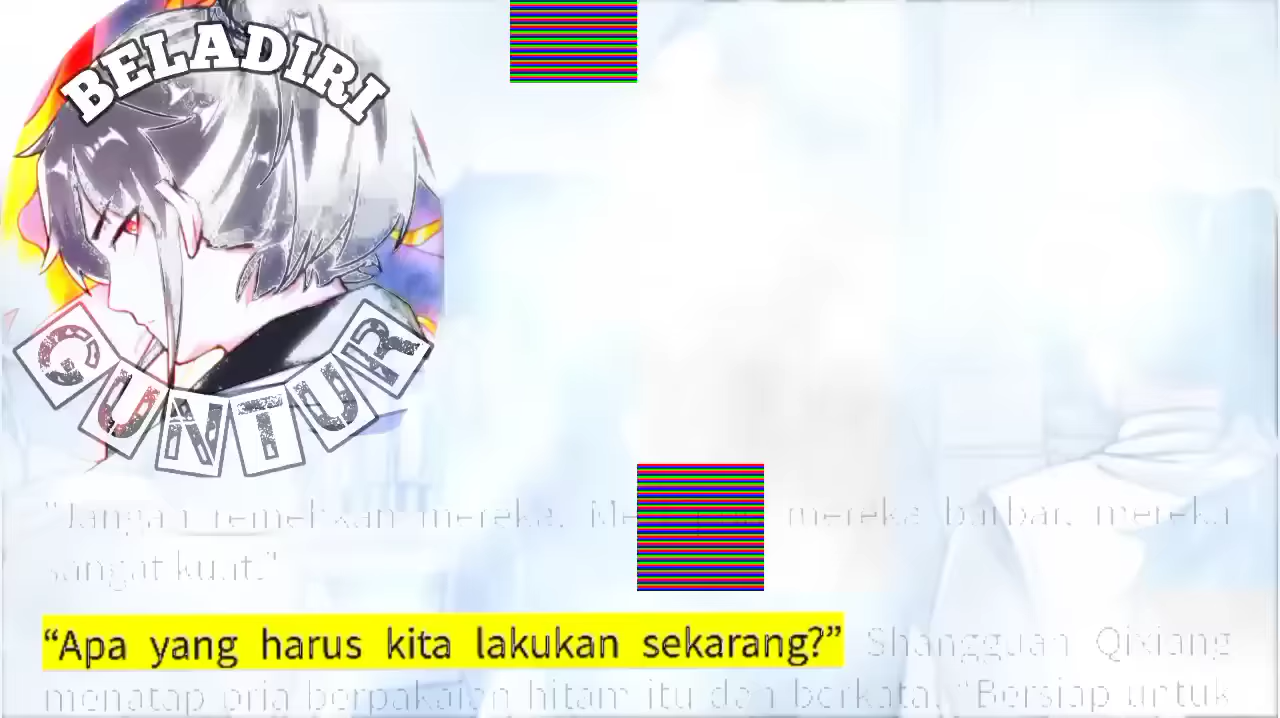 BELADIRI
GUNTUR
"Jangan remehkan mereka. mereka barbar, mereka
sangat kuat."
“Apa yang harus kita lakukan sekarang?” Shangguan Qixiang
menatap pria berpakaian hitam itu dan berkata, “Bersiap untuk